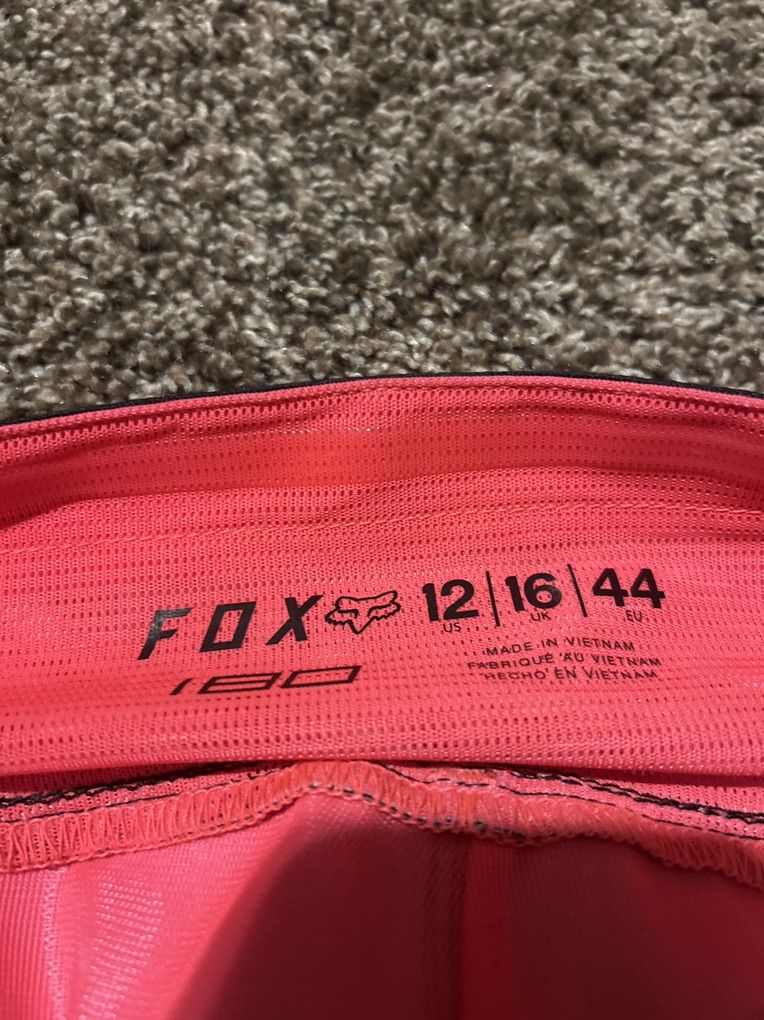 FOX 12 | 16 | 44
US UK EU
180
MADE IN VIETNAM
FABRIQUÉ AU VIETNAM
HECHO EN VIETNAM